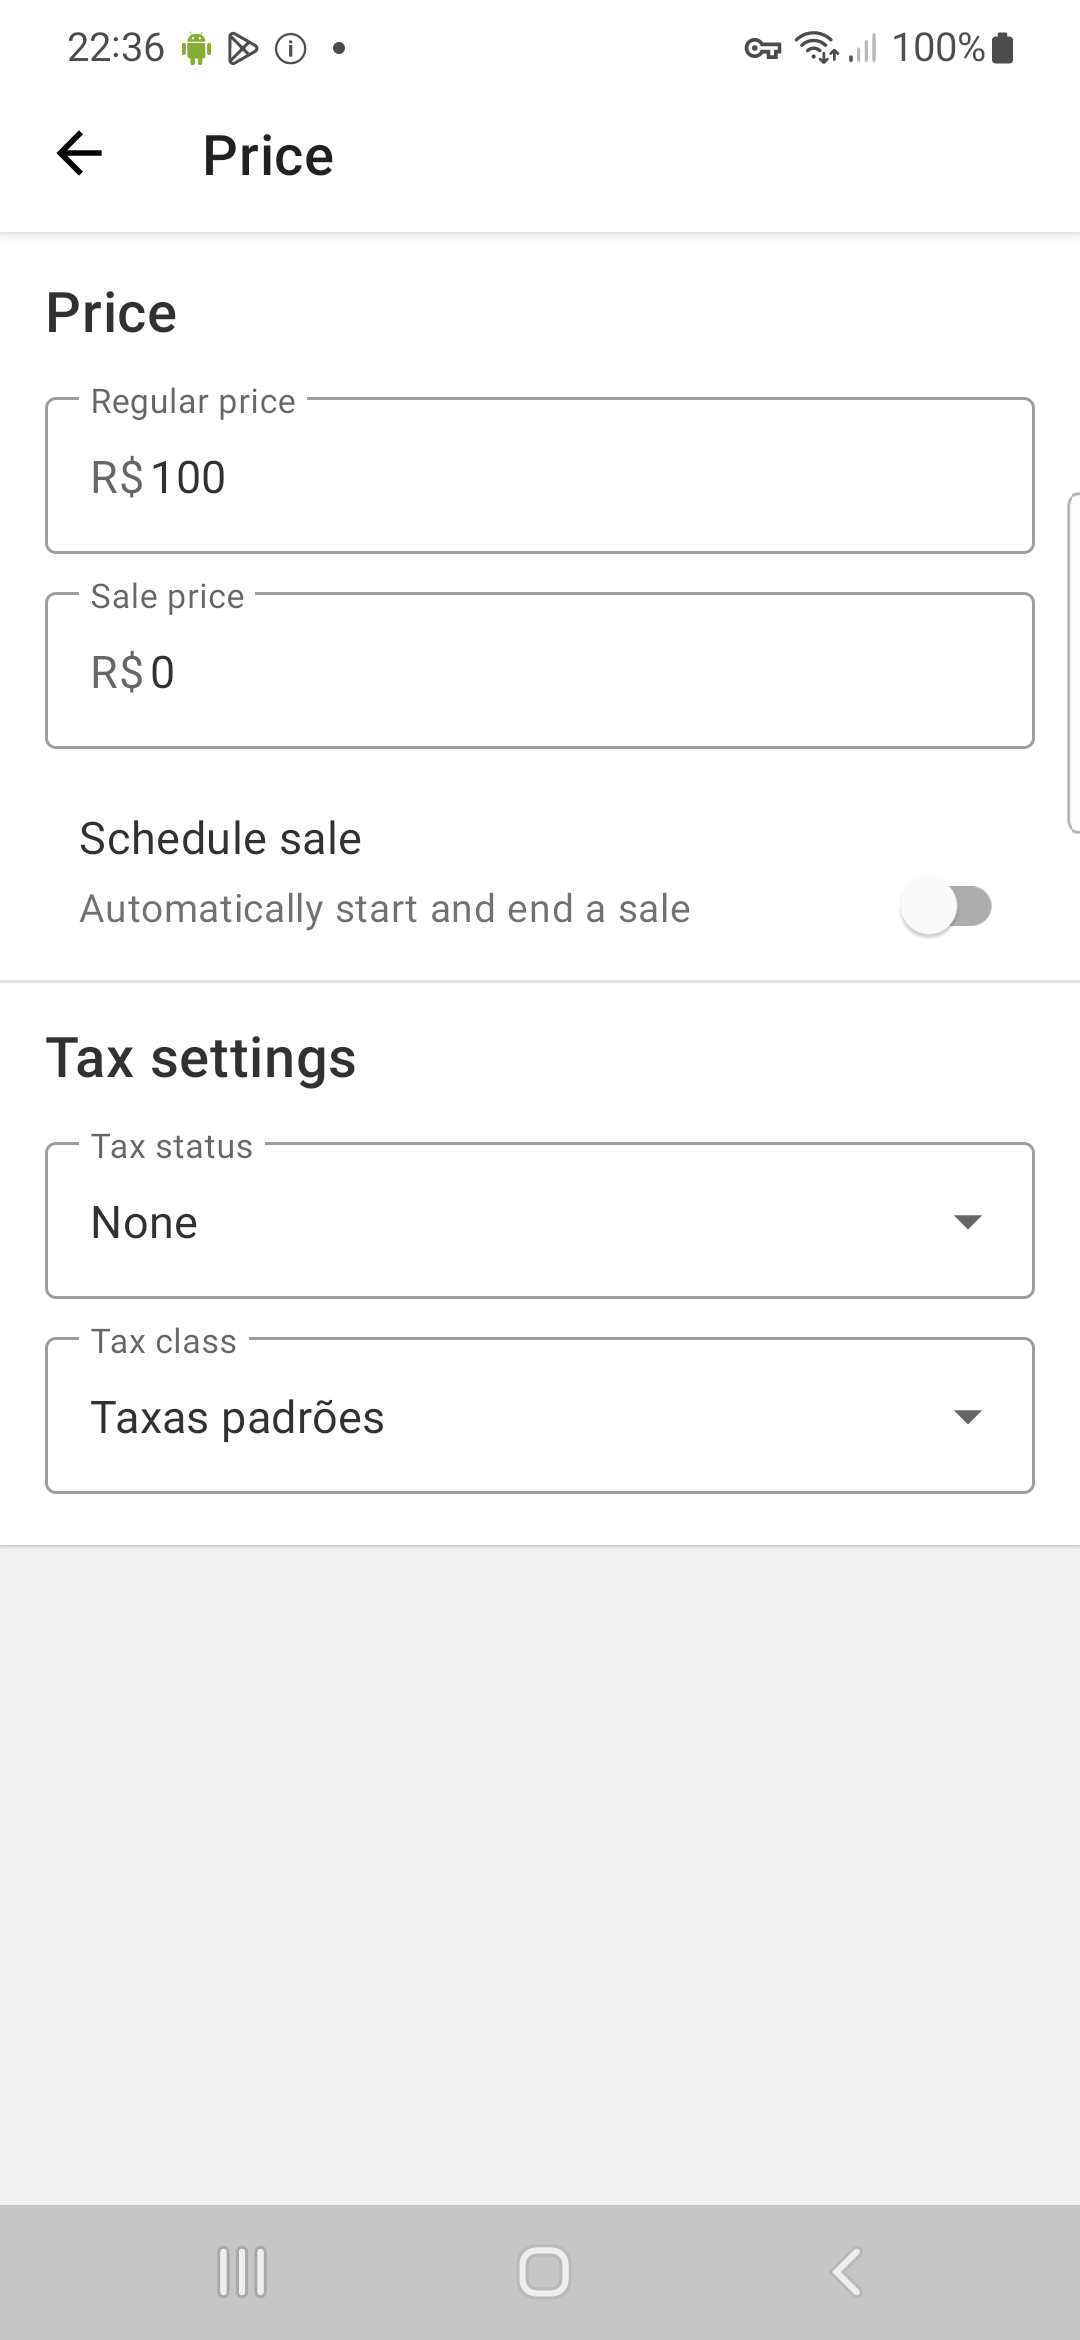 22:36
100%
Price
Price
Regular price
R$ 100
Sale price
R$ 0
Schedule sale
Automatically start and end a sale
Tax settings
Tax status
None
Tax class
Taxas padrões